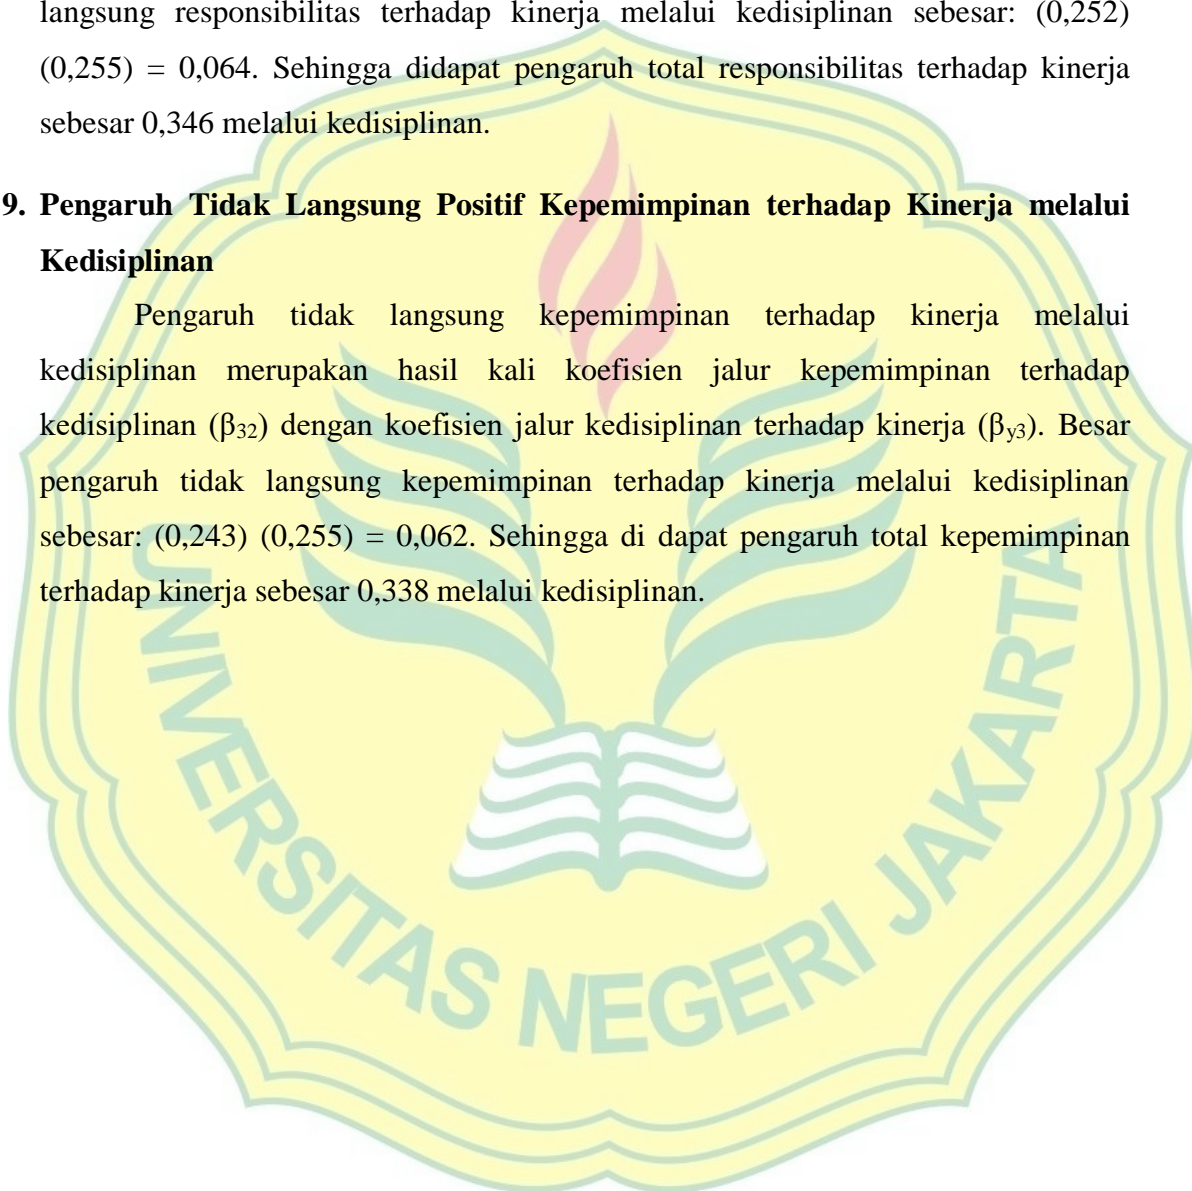 langsung responsibilitas terhadap kinerja melalui kedisiplinan sebesar: (0,252)
(0,255) = 0,064. Sehingga didapat pengaruh total responsibilitas terhadap kinerja
sebesar 0,346 melalui kedisiplinan.
9. Pengaruh Tidak Langsung Positif Kepemimpinan terhadap Kinerja melalui
Kedisiplinan
Pengaruh tidak langsung kepemimpinan terhadap kinerja melalui
kedisiplinan merupakan hasil kali koefisien jalur kepemimpinan terhadap
kedisiplinan (β₃₂) dengan koefisien jalur kedisiplinan terhadap kinerja (βy₃). Besar
pengaruh tidak langsung kepemimpinan terhadap kinerja melalui kedisiplinan
sebesar: (0,243) (0,255) = 0,062. Sehingga di dapat pengaruh total kepemimpinan
terhadap kinerja sebesar 0,338 melalui kedisiplinan.
UNIVERSITAS NEGERI JAKARTA